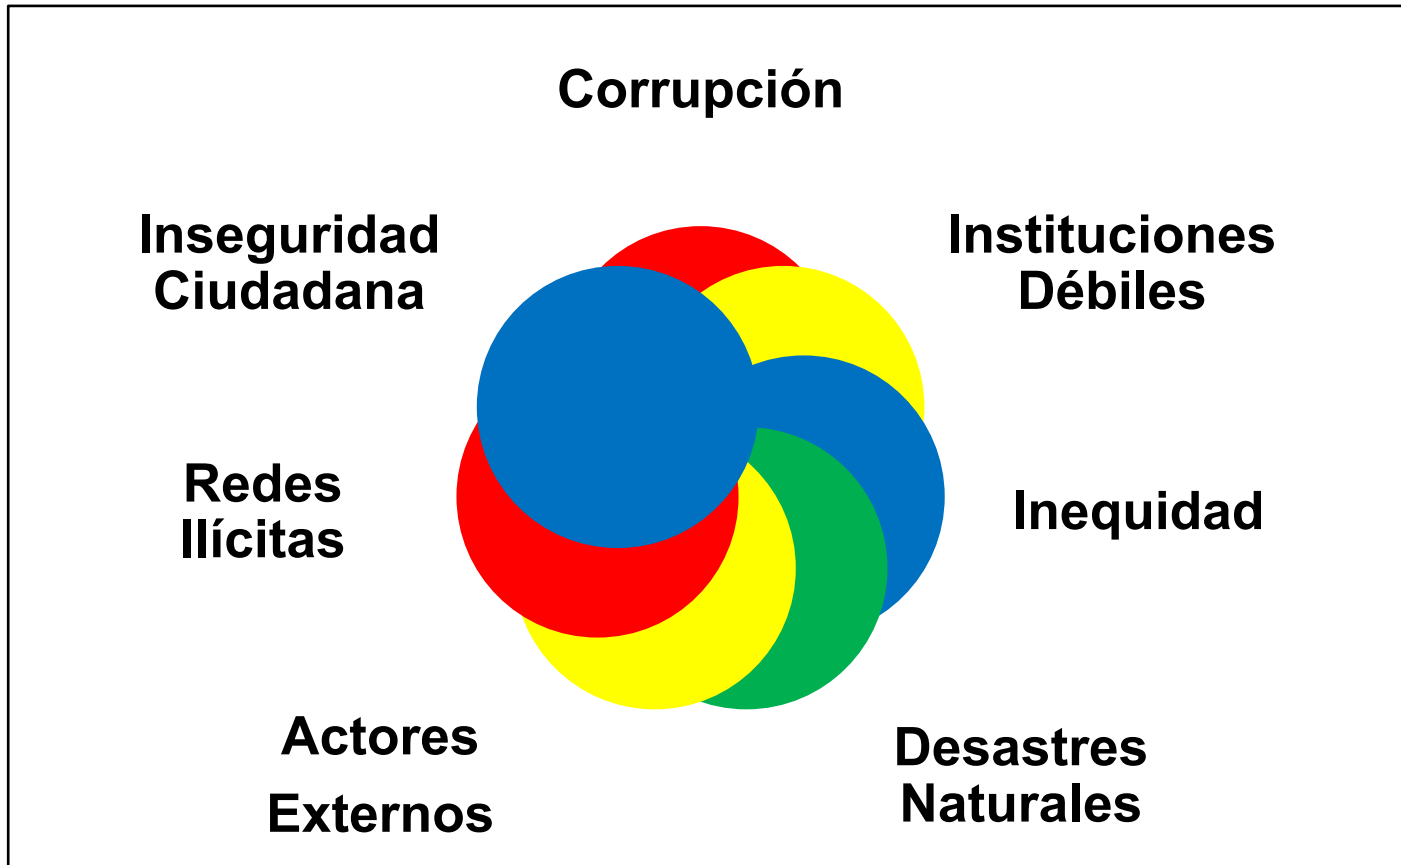 Corrupción
Inseguridad
Ciudadana
Instituciones
Débiles
Redes
Ilícitas
Inequidad
Actores
Externos
Desastres
Naturales